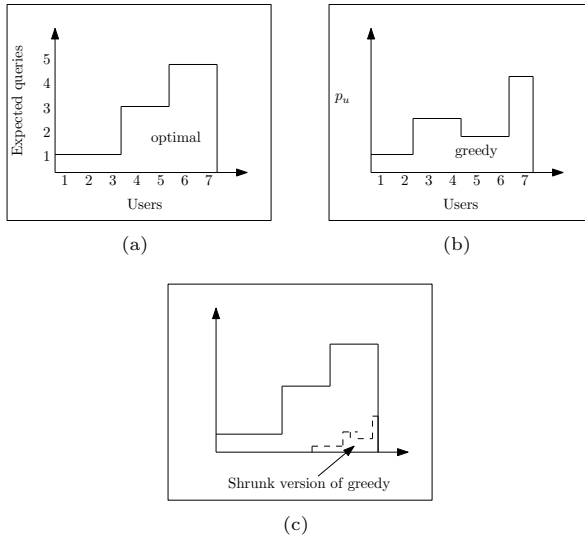 Expected queries
5
4
3
2
1
optimal
1 2 3 4 5 6 7
Users
(a)
p_u
greedy
1 2 3 4 5 6 7
Users
(b)
Shrunk version of greedy
(c)